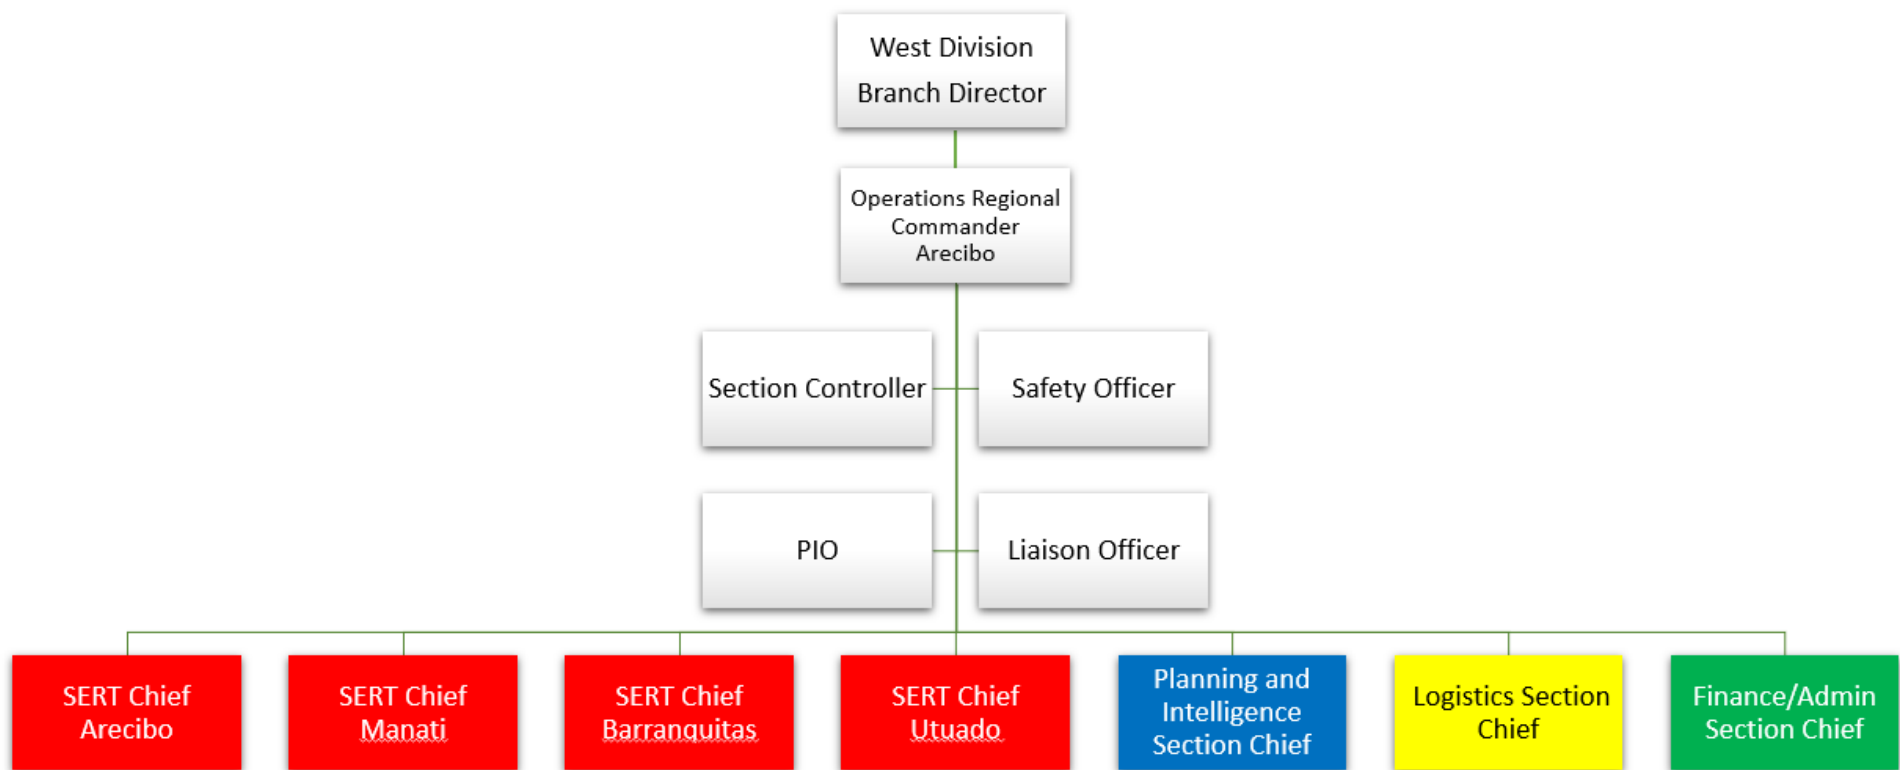 West Division
Branch Director
Operations Regional
Commander
Arecibo
Section Controller
Safety Officer
PIO
Liaison Officer
SERT Chief
Arecibo
SERT Chief
Manati
SERT Chief
Barranquitas
SERT Chief
Utuado
Planning and
Intelligence
Section Chief
Logistics Section
Chief
Finance/Admin
Section Chief